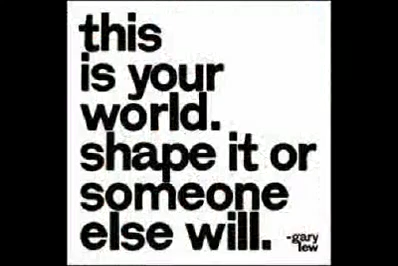 this
is your
world.
shape it or
someone
else will.
-gary
lew